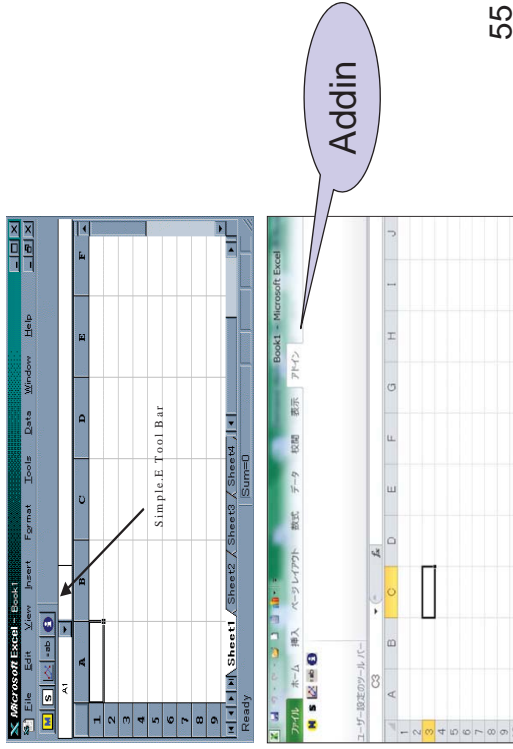 Microsoft Excel - Book1
File Edit View Insert Format Tools Data Window Help
M S ab
A1
A B C D E F
1
2
3
4
5
6
7
8
9
Simple.E Tool Bar
Sheet1 Sheet2 Sheet3 Sheet4
Ready Sum=0
Book1 - Microsoft Excel
ファイル ホーム 挿入 ページ レイアウト 数式 データ 校閲 表示 アドイン
M S ab
ユーザー設定のツール バー
C3 fx
A B C D E F G H I J
1
2
3
4
5
6
7
8
9
Addin
55